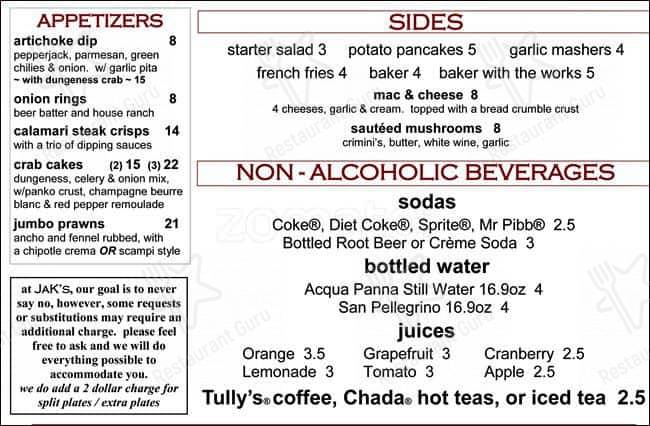 APPETIZERS
artichoke dip 8
pepperjack, parmesan, green
chilies & onion. w/ garlic pita
~ with dungeness crab ~ 15
onion rings 8
beer batter and house ranch
calamari steak crisps 14
with a trio of dipping sauces
crab cakes (2) 15 (3) 22
dungeness, celery & onion mix,
w/panko crust, champagne beurre
blanc & red pepper remoulade
jumbo prawns 21
ancho and fennel rubbed, with
a chipotle crema OR scampi style
at JAK'S, our goal is to never
say no, however, some requests
or substitutions may require an
additional charge. please feel
free to ask and we will do
everything possible to
accommodate you.
we do add a 2 dollar charge for
split plates / extra plates
SIDES
starter salad 3 potato pancakes 5 garlic mashers 4
french fries 4 baker 4 baker with the works 5
mac & cheese 8
4 cheeses, garlic & cream. topped with a bread crumble crust
sautéed mushrooms 8
crimini's, butter, white wine, garlic
NON - ALCOHOLIC BEVERAGES
sodas
Coke®, Diet Coke®, Sprite®, Mr Pibb® 2.5
Bottled Root Beer or Crème Soda 3
bottled water
Acqua Panna Still Water 16.9oz 4
San Pellegrino 16.9oz 4
juices
Orange 3.5 Grapefruit 3 Cranberry 2.5
Lemonade 3 Tomato 3 Apple 2.5
Tully's® coffee, Chada® hot teas, or iced tea 2.5
zomato
Restaurant Guru
Restaurant Guru
Restaurant Guru
Restaurant Guru